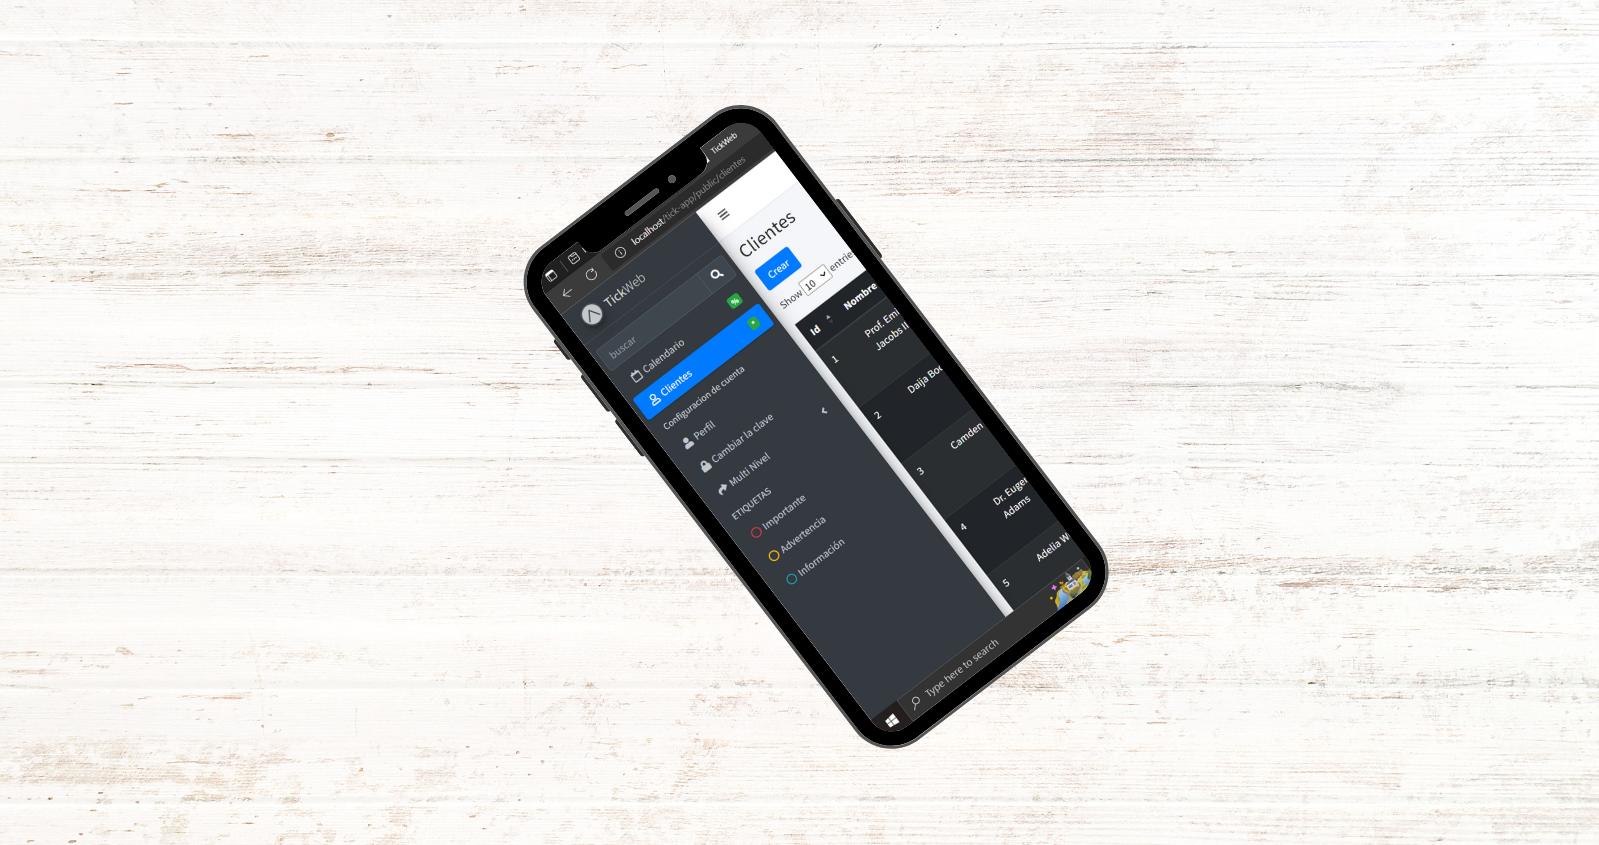 TickWeb
localhost/tick-app/public/clientes
TickWeb
buscar
Calendario
Clientes
Configuracion de cuenta
Perfil
Cambiar la clave
Multi Nivel
ETIQUETAS
Importante
Advertencia
Información
Clientes
Crear
Show 10 entrie
Id Nombre
1 Prof. Emi
Jacobs II
2 Daija Bo
3 Camden
4 Dr. Euger
Adams
5 Adelia W
Type here to search